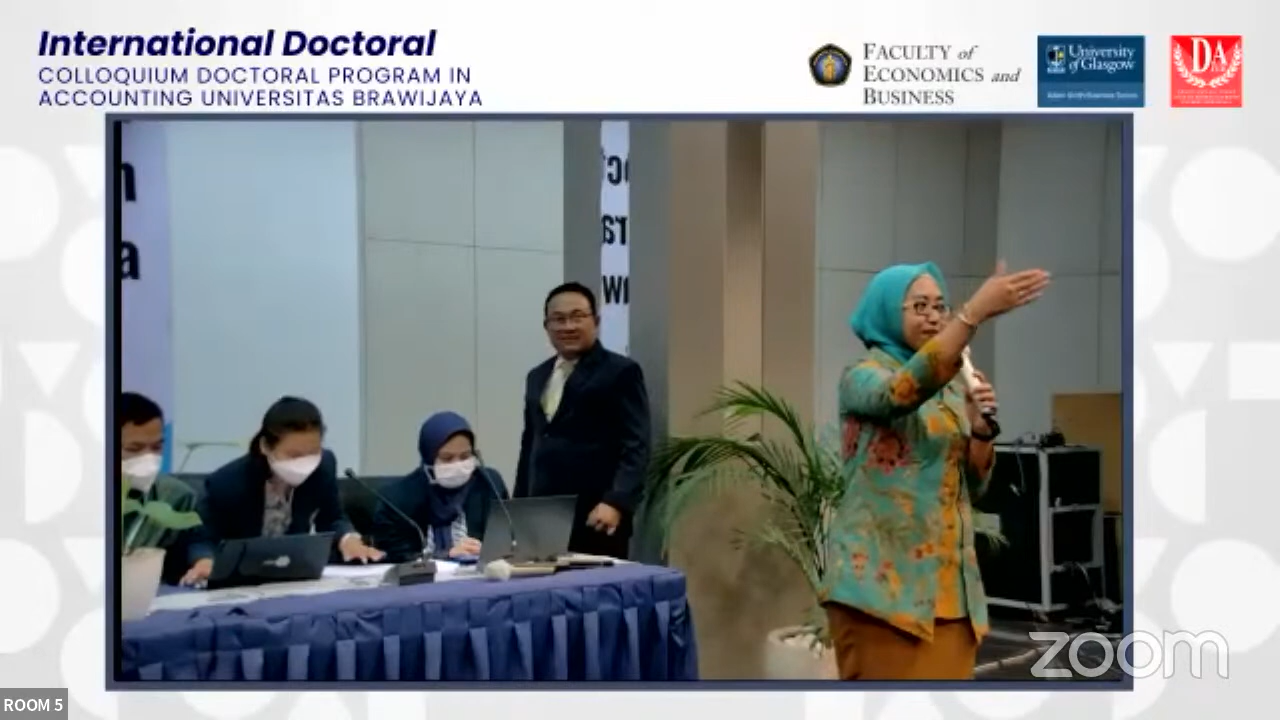 International Doctoral
COLLOQUIUM DOCTORAL PROGRAM IN
ACCOUNTING UNIVERSITAS BRAWIJAYA
FACULTY of
ECONOMICS and
BUSINESS
University
of Glasgow
DA
zoom
ROOM 5